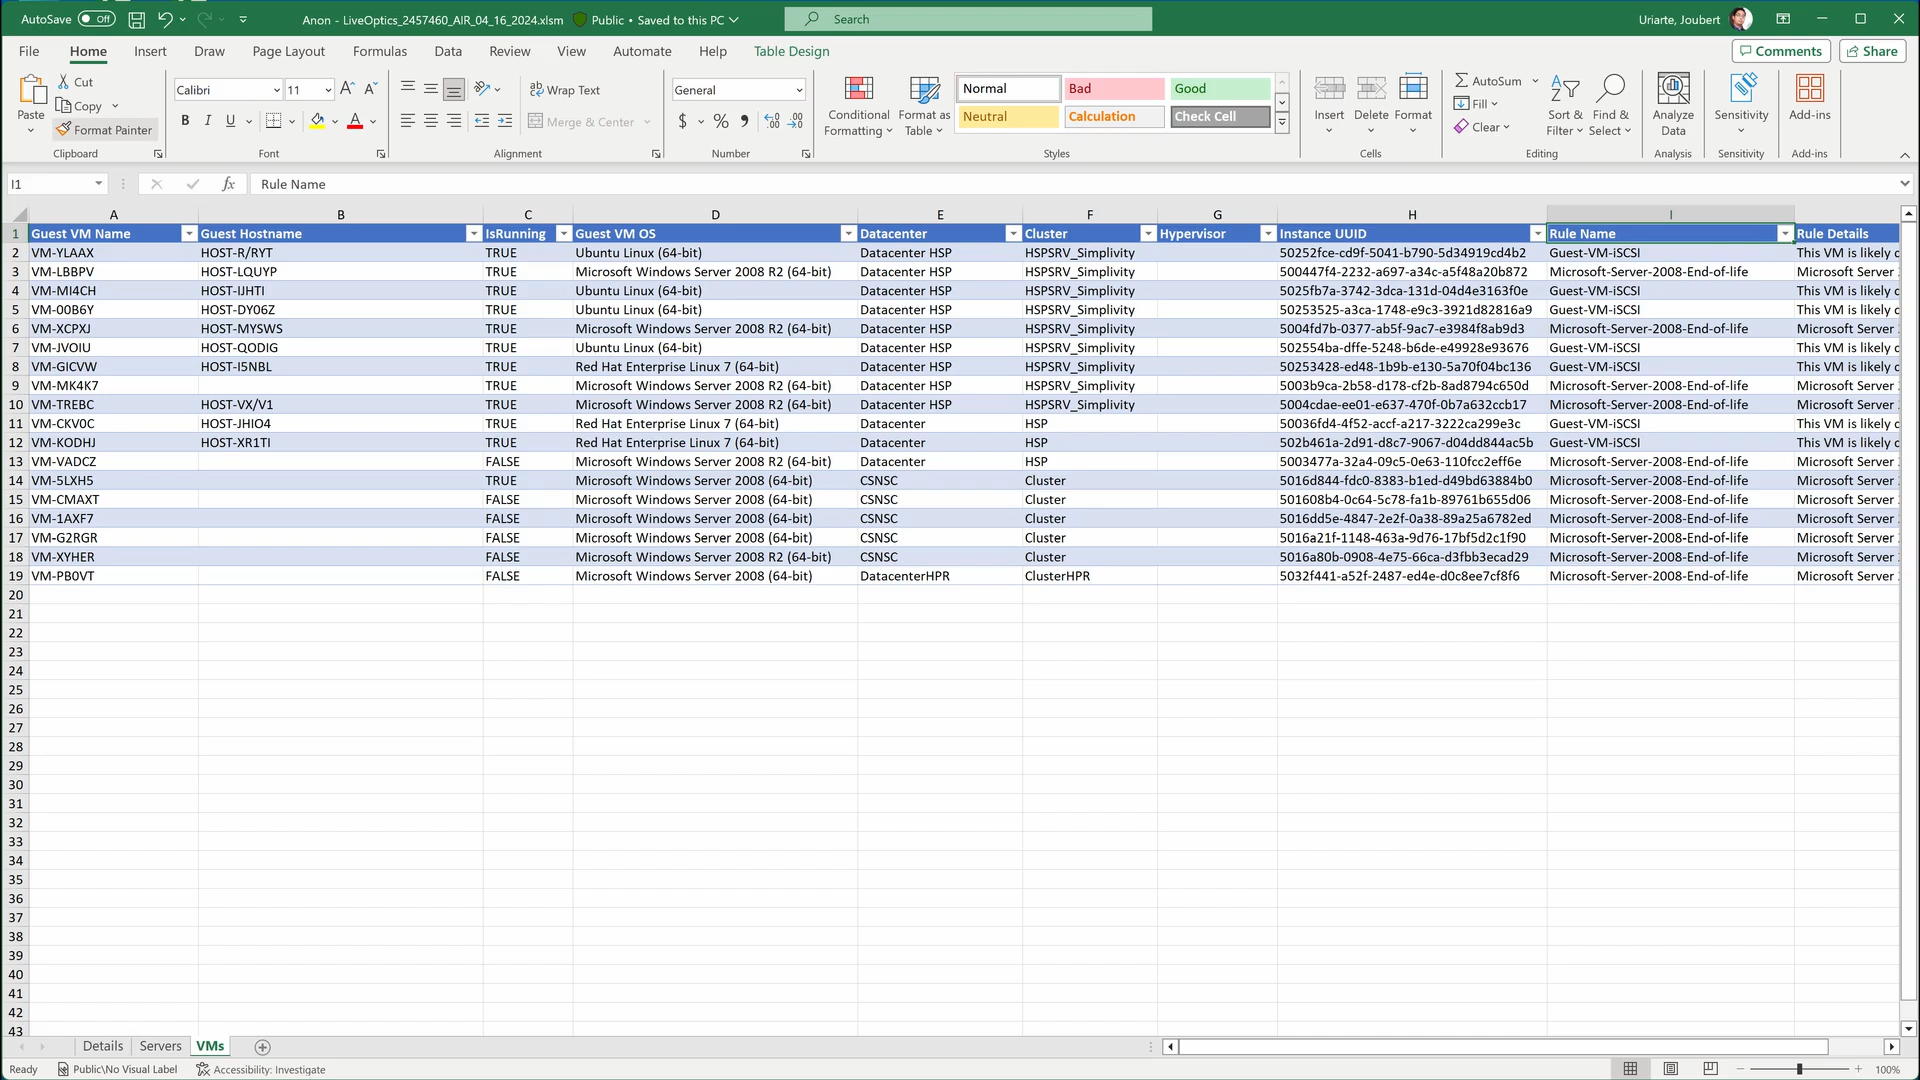 AutoSave Off Anon - LiveOptics_2457460_AIR_04_16_2024.xlsm Public • Saved to this PC Search Uriarte, Joubert
File Home Insert Draw Page Layout Formulas Data Review View Automate Help Table Design Comments Share
Paste Cut Copy Format Painter Clipboard
Calibri 11 B I U Font
Wrap Text Merge & Center Alignment
General $ % Number
Conditional Formatting Format as Table Normal Bad Good Neutral Calculation Check Cell Styles
Insert Delete Format Cells
AutoSum Fill Clear Sort & Filter Find & Select Editing
Analyze Data Analysis
Sensitivity Sensitivity
Add-ins Add-ins
I1 fx Rule Name
A B C D E F G H I
1 Guest VM Name Guest Hostname IsRunning Guest VM OS Datacenter Cluster Hypervisor Instance UUID Rule Name Rule Details
2 VM-YLAAX HOST-R/RYT TRUE Ubuntu Linux (64-bit) Datacenter HSP HSPSRV_Simplivity 50252fce-cd9f-5041-b790-5d34919cd4b2 Guest-VM-iSCSI This VM is likely c
3 VM-LBBPV HOST-LQUYP TRUE Microsoft Windows Server 2008 R2 (64-bit) Datacenter HSP HSPSRV_Simplivity 500447f4-2232-a697-a34c-a5f48a20b872 Microsoft-Server-2008-End-of-life Microsoft Server
4 VM-MI4CH HOST-IJHTI TRUE Ubuntu Linux (64-bit) Datacenter HSP HSPSRV_Simplivity 5025fb7a-3742-3dca-131d-04d4e3163f0e Guest-VM-iSCSI This VM is likely c
5 VM-00B6Y HOST-DY06Z TRUE Ubuntu Linux (64-bit) Datacenter HSP HSPSRV_Simplivity 50253525-a3ca-1748-e9c3-3921d82816a9 Guest-VM-iSCSI This VM is likely c
6 VM-XCPXJ HOST-MYSWS TRUE Microsoft Windows Server 2008 R2 (64-bit) Datacenter HSP HSPSRV_Simplivity 5004fd7b-0377-ab5f-9ac7-e3984f8ab9d3 Microsoft-Server-2008-End-of-life Microsoft Server
7 VM-JVOIU HOST-QODIG TRUE Ubuntu Linux (64-bit) Datacenter HSP HSPSRV_Simplivity 502554ba-dffe-5248-b6de-e49928e93676 Guest-VM-iSCSI This VM is likely c
8 VM-GICVW HOST-I5NBL TRUE Red Hat Enterprise Linux 7 (64-bit) Datacenter HSP HSPSRV_Simplivity 50253428-ed48-1b9b-e130-5a70f04bc136 Guest-VM-iSCSI This VM is likely c
9 VM-MK4K7 TRUE Microsoft Windows Server 2008 R2 (64-bit) Datacenter HSP HSPSRV_Simplivity 5003b9ca-2b58-d178-cf2b-8ad8794c650d Microsoft-Server-2008-End-of-life Microsoft Server
10 VM-TREBC HOST-VX/V1 TRUE Microsoft Windows Server 2008 R2 (64-bit) Datacenter HSP HSPSRV_Simplivity 5004cdae-ee01-e637-470f-0b7a632ccb17 Microsoft-Server-2008-End-of-life Microsoft Server
11 VM-CKV0C HOST-JHIO4 TRUE Red Hat Enterprise Linux 7 (64-bit) Datacenter HSP 50036fd4-4f52-accf-a217-3222ca299e3c Guest-VM-iSCSI This VM is likely c
12 VM-KODHJ HOST-XR1TI TRUE Red Hat Enterprise Linux 7 (64-bit) Datacenter HSP 502b461a-2d91-d8c7-9067-d04dd844ac5b Guest-VM-iSCSI This VM is likely c
13 VM-VADCZ FALSE Microsoft Windows Server 2008 R2 (64-bit) Datacenter HSP 5003477a-32a4-09c5-0e63-110fcc2eff6e Microsoft-Server-2008-End-of-life Microsoft Server
14 VM-5LXH5 TRUE Microsoft Windows Server 2008 (64-bit) CSNSC Cluster 5016d844-fdc0-8383-b1ed-d49bd63884b0 Microsoft-Server-2008-End-of-life Microsoft Server
15 VM-CMAXT FALSE Microsoft Windows Server 2008 (64-bit) CSNSC Cluster 501608b4-0c64-5c78-fa1b-89761b655d06 Microsoft-Server-2008-End-of-life Microsoft Server
16 VM-1AXF7 FALSE Microsoft Windows Server 2008 (64-bit) CSNSC Cluster 5016dd5e-4847-2e2f-0a38-89a25a6782ed Microsoft-Server-2008-End-of-life Microsoft Server
17 VM-G2RGR FALSE Microsoft Windows Server 2008 (64-bit) CSNSC Cluster 5016a21f-1148-463a-9d76-17bf5d2c1f90 Microsoft-Server-2008-End-of-life Microsoft Server
18 VM-XYHER FALSE Microsoft Windows Server 2008 R2 (64-bit) CSNSC Cluster 5016a80b-0908-4e75-66ca-d3fbb3ecad29 Microsoft-Server-2008-End-of-life Microsoft Server
19 VM-PB0VT FALSE Microsoft Windows Server 2008 (64-bit) DatacenterHPR ClusterHPR 5032f441-a52f-2487-ed4e-d0c8ee7cf8f6 Microsoft-Server-2008-End-of-life Microsoft Server
20
21
22
23
24
25
26
27
28
29
30
31
32
33
34
35
36
37
38
39
40
41
42
43
Details Servers VMs
Ready Public\No Visual Label Accessibility: Investigate 100%